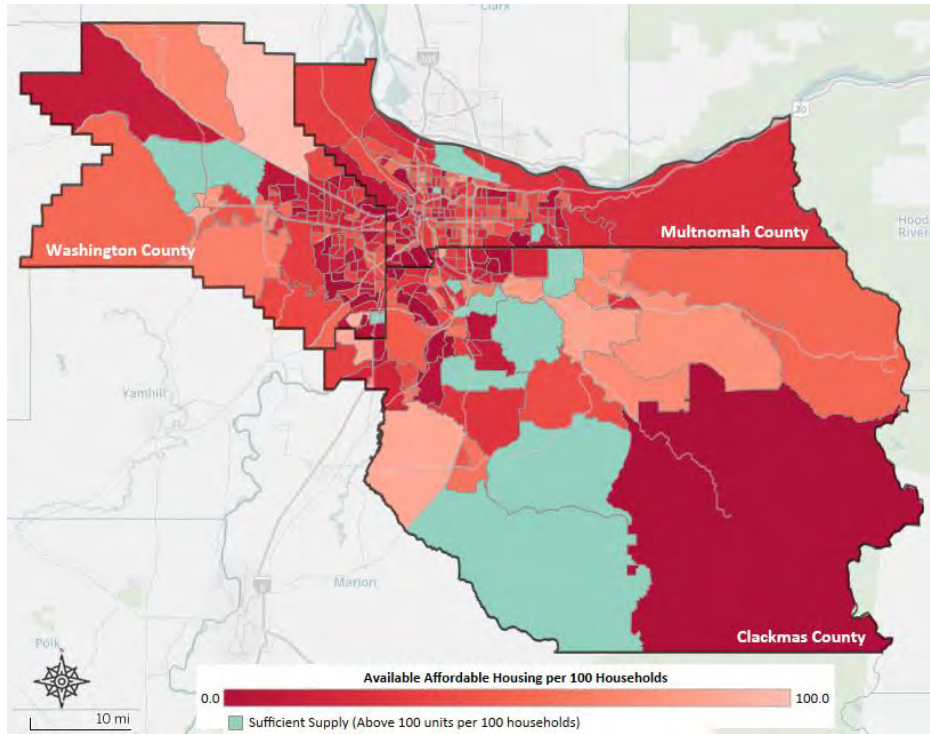 Clark
30
Hood
River
Washington County
Multnomah County
Yamhill
Marion
Polk
Clackmas County
Available Affordable Housing per 100 Households
0.0
100.0
Sufficient Supply (Above 100 units per 100 households)
10 mi